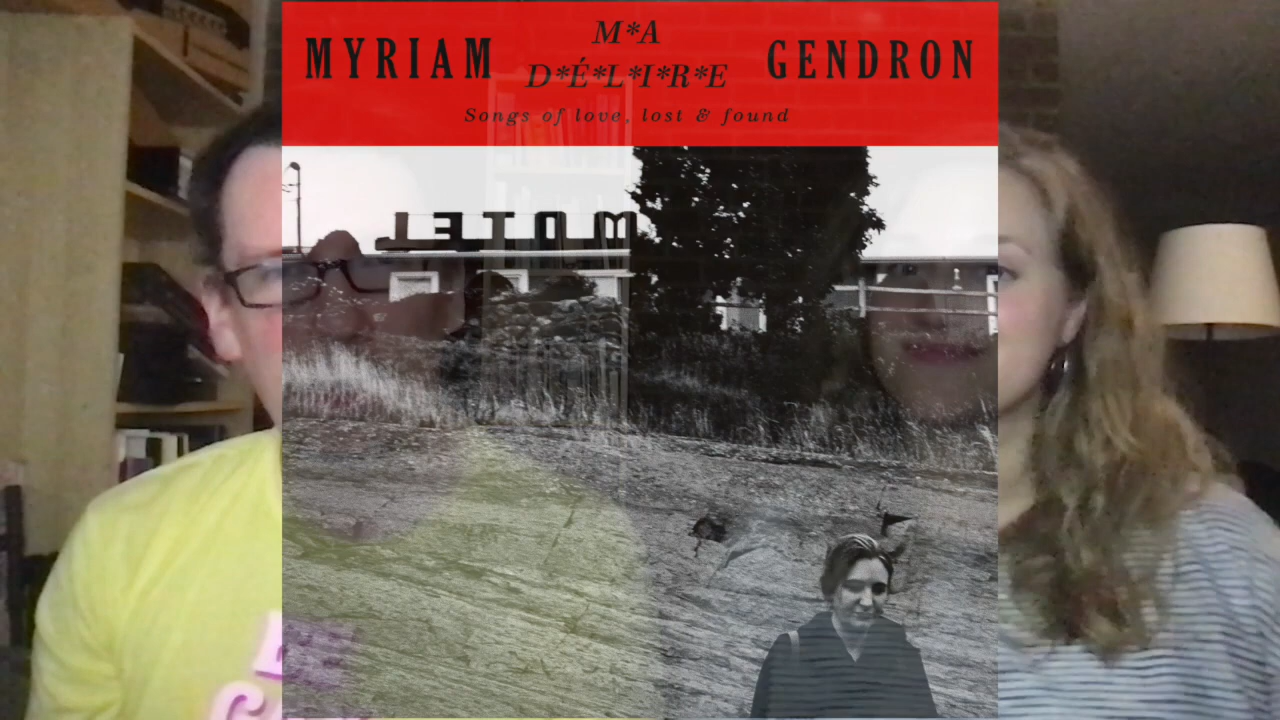 MYRIAM
M*A
D*É*L*I*R*E
GENDRON
Songs of love, lost & found
MOTEL